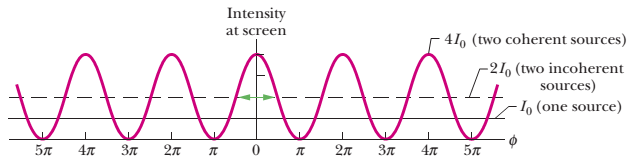 Intensity
at screen
4I₀ (two coherent sources)
2I₀ (two incoherent
sources)
I₀ (one source)
5π 4π 3π 2π π 0 π 2π 3π 4π 5π ϕ